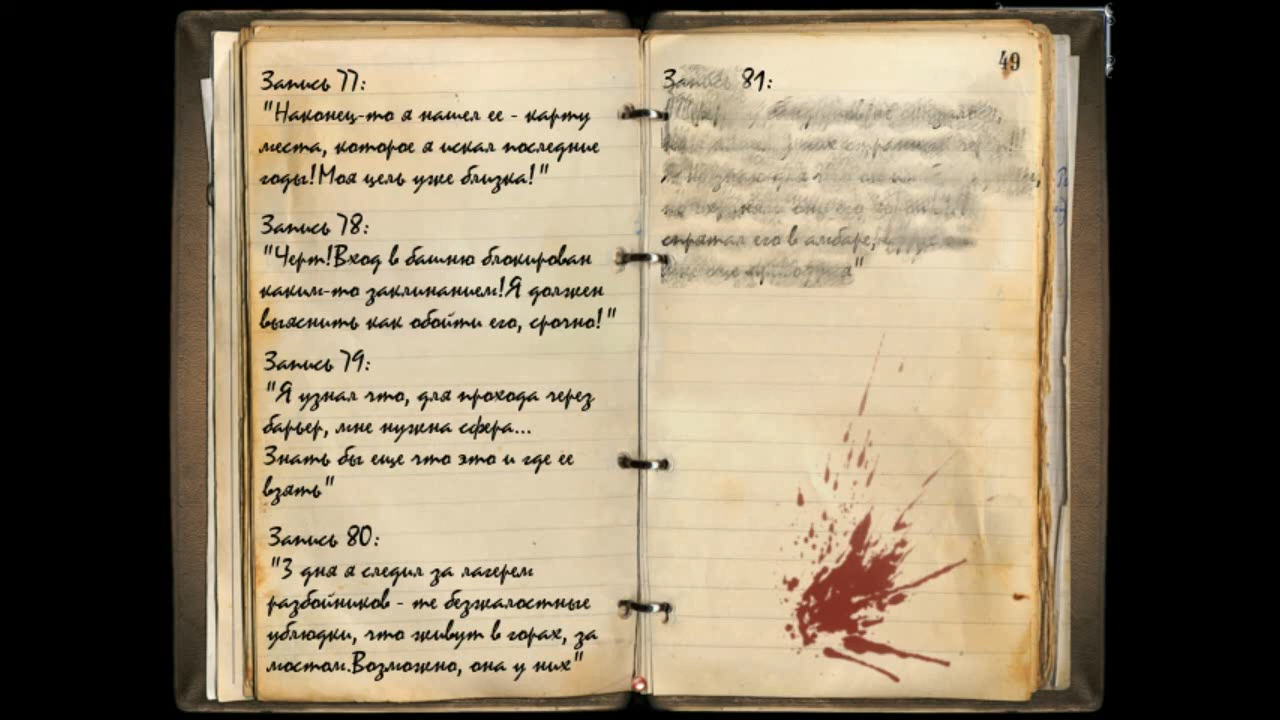 Запись 77:
"Наконец-то я нашел ее - карту
места, которое я искал последние
годы!Моя цель уже близка!"
Запись 78:
"Черт!Вход в башню блокирован
каким-то заклинанием!Я должен
выяснить как обойти его, срочно!"
Запись 79:
"Я узнал что, для прохода через
барьер, мне нужна сфера...
Знать бы еще что это и где ее
взять"
Запись 80:
"3 дня я следил за лагерем
разбойников - те безжалостные
ублюдки, что живут в горах, за
мостом.Возможно, она у них"
49
Запись 81:
спрятал его в амбаре,